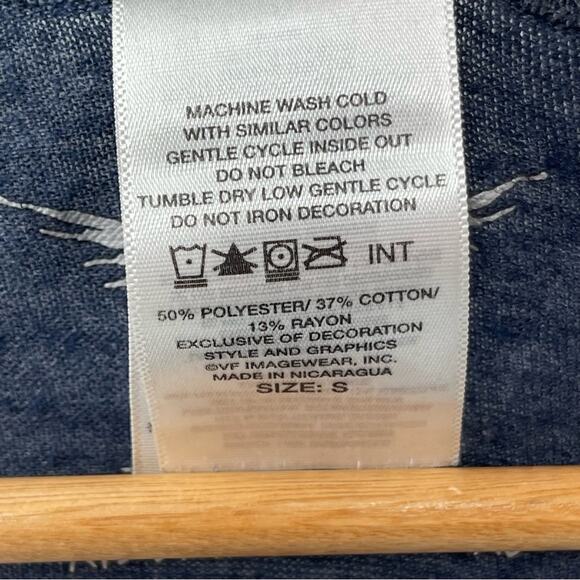 MACHINE WASH COLD
WITH SIMILAR COLORS
GENTLE CYCLE INSIDE OUT
DO NOT BLEACH
TUMBLE DRY LOW GENTLE CYCLE
DO NOT IRON DECORATION
INT
50% POLYESTER/ 37% COTTON/
13% RAYON
EXCLUSIVE OF DECORATION
STYLE AND GRAPHICS
©VF IMAGEWEAR, INC.
MADE IN NICARAGUA
SIZE: S